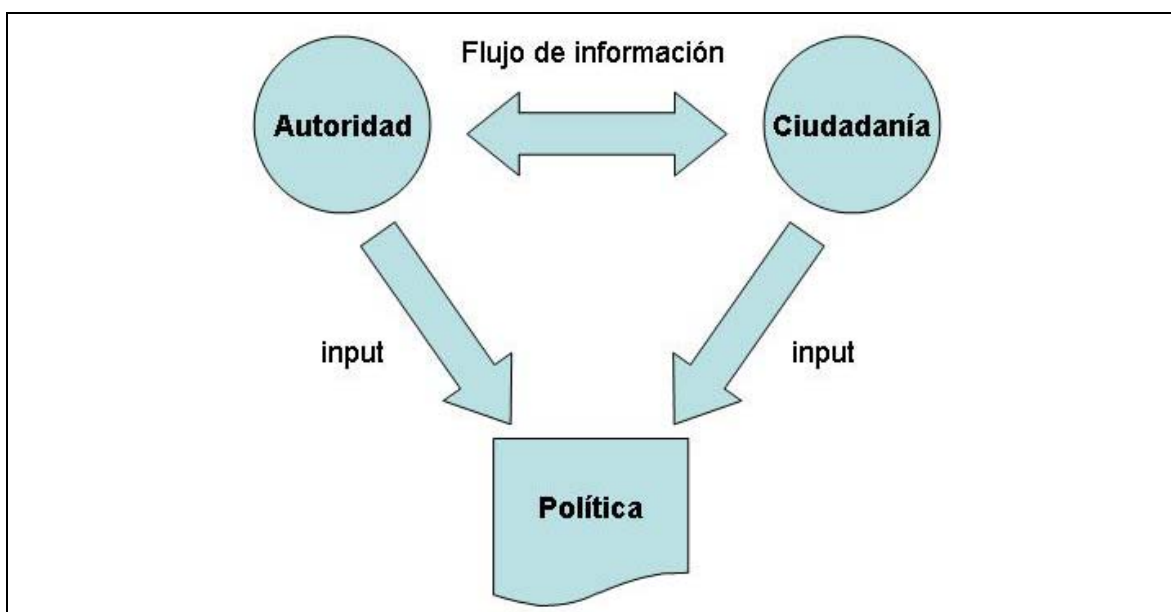 Flujo de información
Autoridad
Ciudadanía
input
input
Política